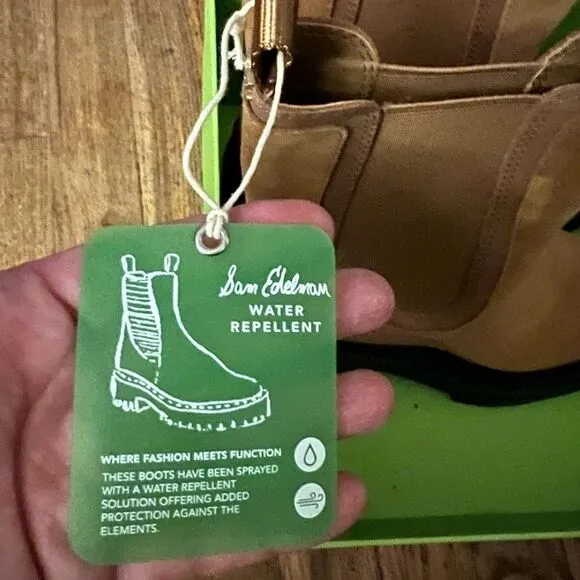 Sam Edelman
WATER
REPELLENT
WHERE FASHION MEETS FUNCTION
THESE BOOTS HAVE BEEN SPRAYED
WITH A WATER REPELLENT
SOLUTION OFFERING ADDED
PROTECTION AGAINST THE
ELEMENTS.